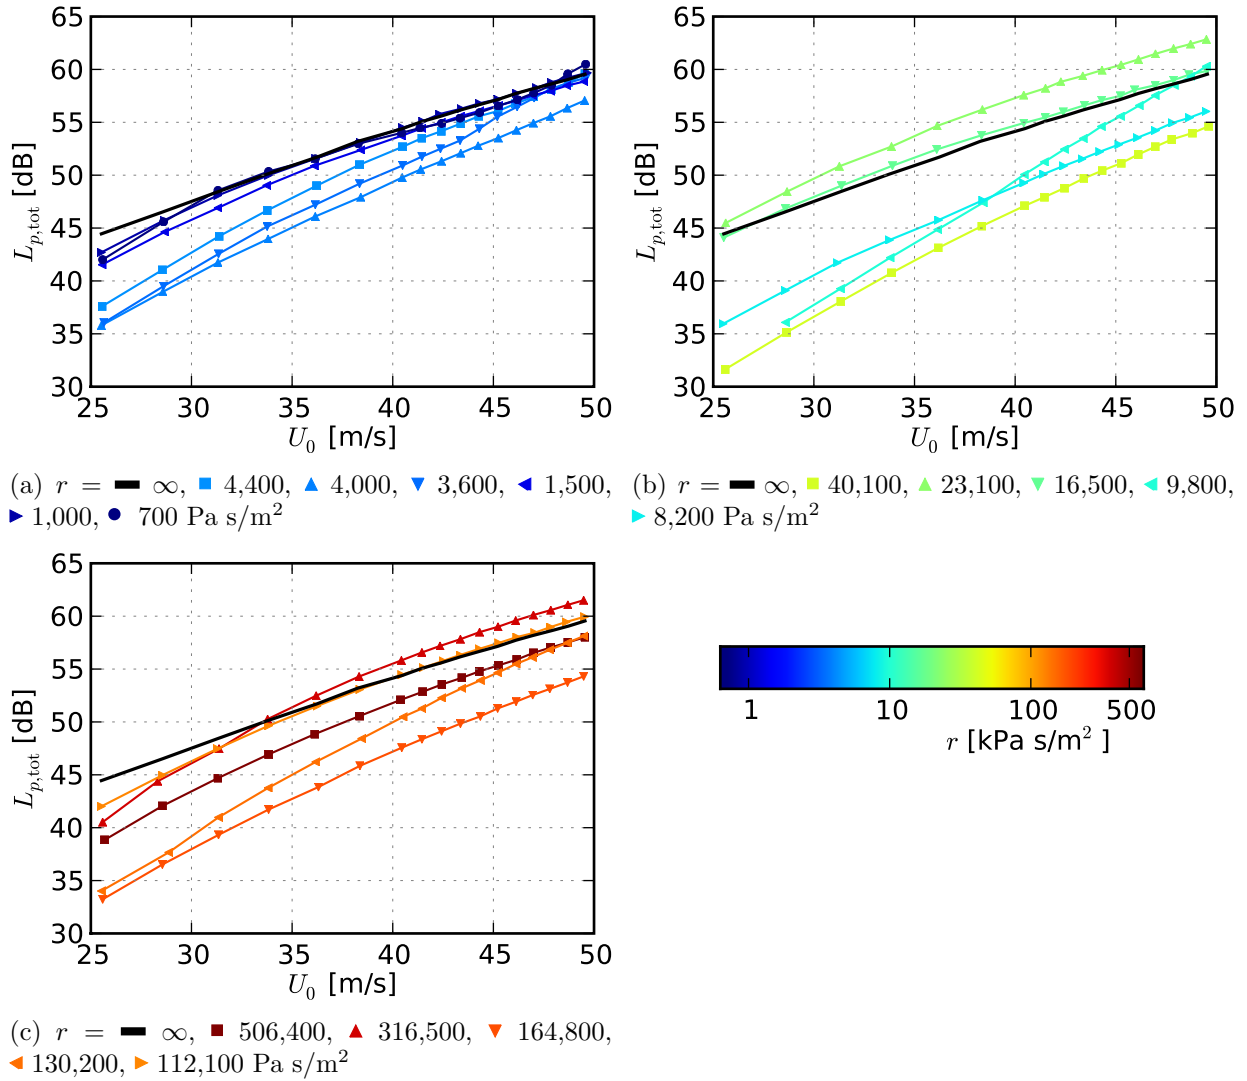 65
60
55
50
45
40
35
30
25 30 35 40 45 50
L_{p,tot} [dB]
U_0 [m/s]
(a) r = ∞, 4,400, 4,000, 3,600, 1,500,
1,000, 700 Pa s/m²
65
60
55
50
45
40
35
30
25 30 35 40 45 50
L_{p,tot} [dB]
U_0 [m/s]
(b) r = ∞, 40,100, 23,100, 16,500, 9,800,
8,200 Pa s/m²
65
60
55
50
45
40
35
30
25 30 35 40 45 50
L_{p,tot} [dB]
U_0 [m/s]
(c) r = ∞, 506,400, 316,500, 164,800,
130,200, 112,100 Pa s/m²
1 10 100 500
r [kPa s/m² ]